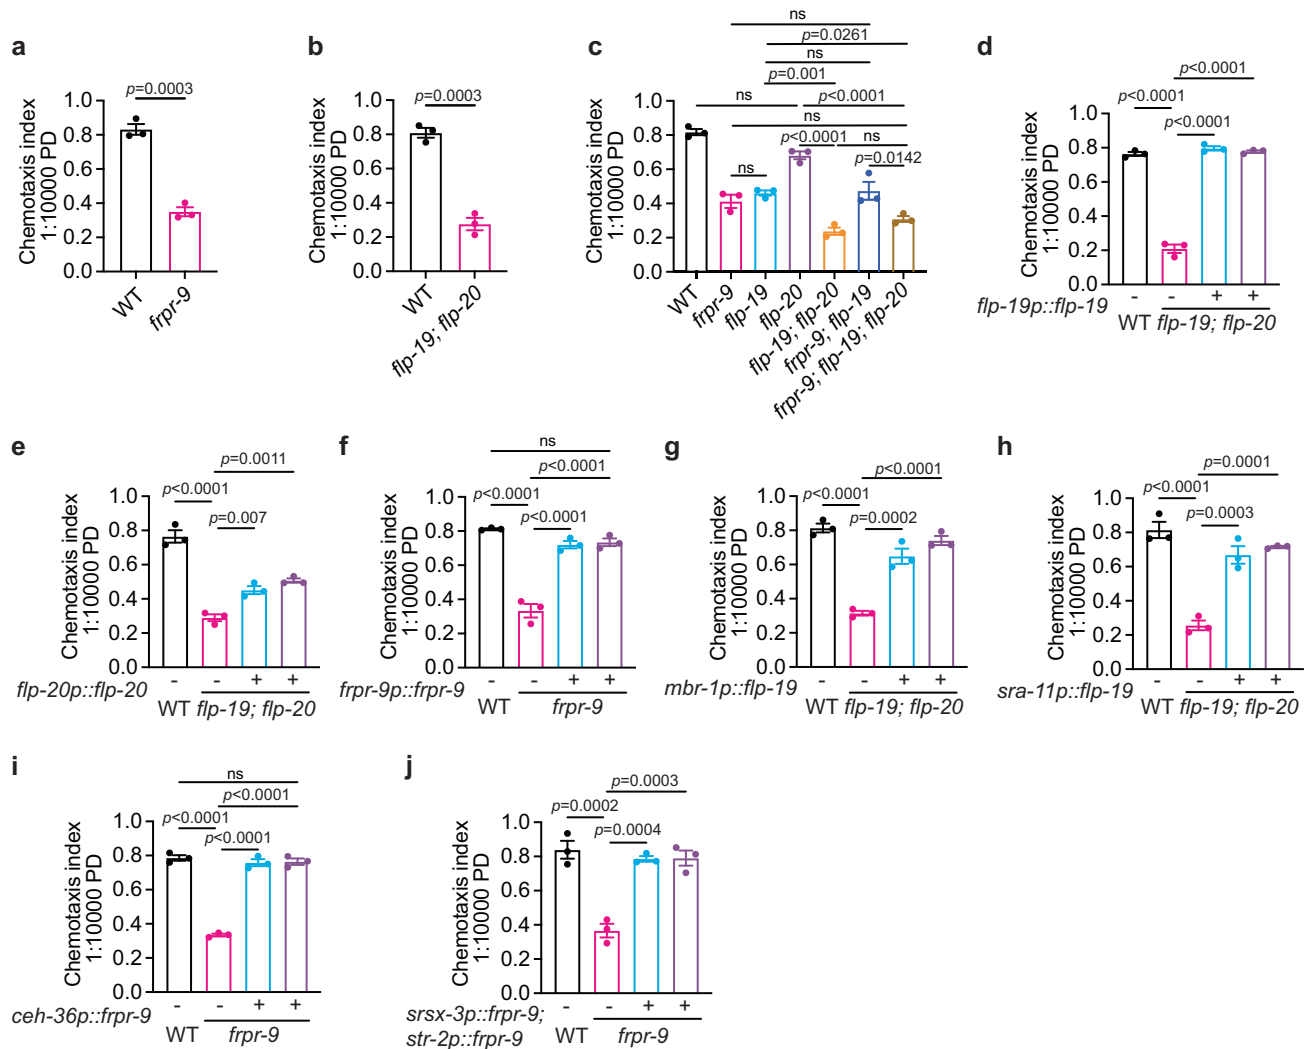 a
p=0.0003
Chemotaxis index
1:10000 PD
1.0
0.8
0.6
0.4
0.2
0.0
WT
frpr-9
b
p=0.0003
Chemotaxis index
1:10000 PD
1.0
0.8
0.6
0.4
0.2
0.0
WT
flp-19; flp-20
c
ns
p=0.0261
ns
p=0.001
ns
p<0.0001
ns
p<0.0001
ns
p=0.0142
ns
Chemotaxis index
1:10000 PD
1.0
0.8
0.6
0.4
0.2
0.0
WT
frpr-9
flp-19
flp-20
flp-19; flp-20
frpr-9; flp-19
frpr-9; flp-19; flp-20
d
p<0.0001
p<0.0001
p<0.0001
Chemotaxis index
1:10000 PD
1.0
0.8
0.6
0.4
0.2
0.0
flp-19p::flp-19 - - + +
WT flp-19; flp-20
e
p=0.0011
p<0.0001
p=0.007
Chemotaxis index
1:10000 PD
1.0
0.8
0.6
0.4
0.2
0.0
flp-20p::flp-20 - - + +
WT flp-19; flp-20
f
ns
p<0.0001
p<0.0001
p<0.0001
Chemotaxis index
1:10000 PD
1.0
0.8
0.6
0.4
0.2
0.0
frpr-9p::frpr-9 - - + +
WT frpr-9
g
p<0.0001
p<0.0001
p=0.0002
Chemotaxis index
1:10000 PD
1.0
0.8
0.6
0.4
0.2
0.0
mbr-1p::flp-19 - - + +
WT flp-19; flp-20
h
p=0.0001
p<0.0001
p=0.0003
Chemotaxis index
1:10000 PD
1.0
0.8
0.6
0.4
0.2
0.0
sra-11p::flp-19 - - + +
WT flp-19; flp-20
i
ns
p<0.0001
p<0.0001
p<0.0001
Chemotaxis index
1:10000 PD
1.0
0.8
0.6
0.4
0.2
0.0
ceh-36p::frpr-9 - - + +
WT frpr-9
j
p=0.0003
p=0.0002
p=0.0004
Chemotaxis index
1:10000 PD
1.0
0.8
0.6
0.4
0.2
0.0
srsx-3p::frpr-9; - - + +
str-2p::frpr-9 WT frpr-9